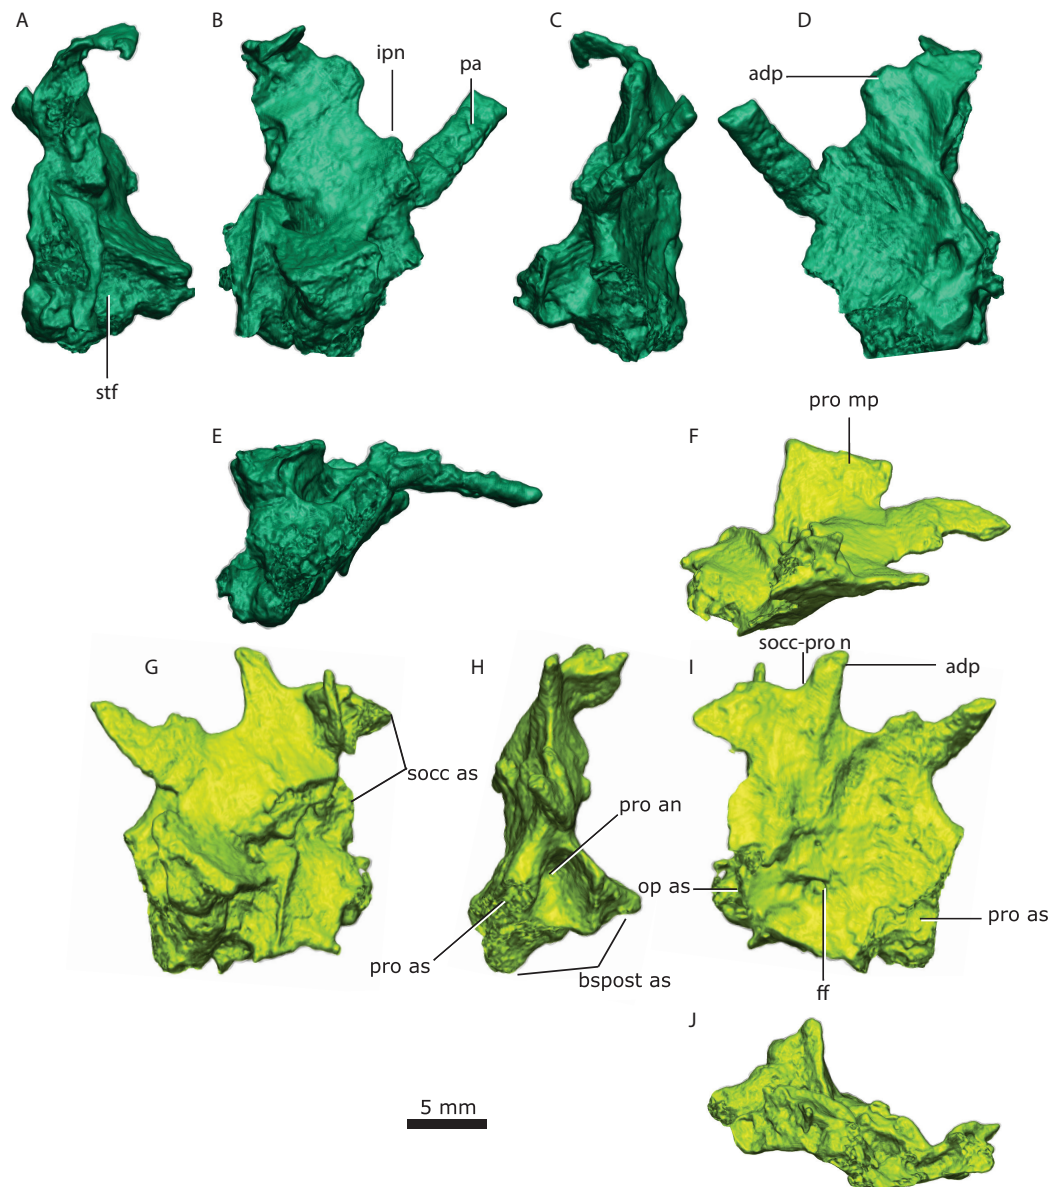 A
B
C
D
ipn
pa
adp
stf
pro mp
E
F
socc-pro n
G
H
I
adp
socc as
pro an
op as
pro as
pro as
bspost as
ff
J
5 mm